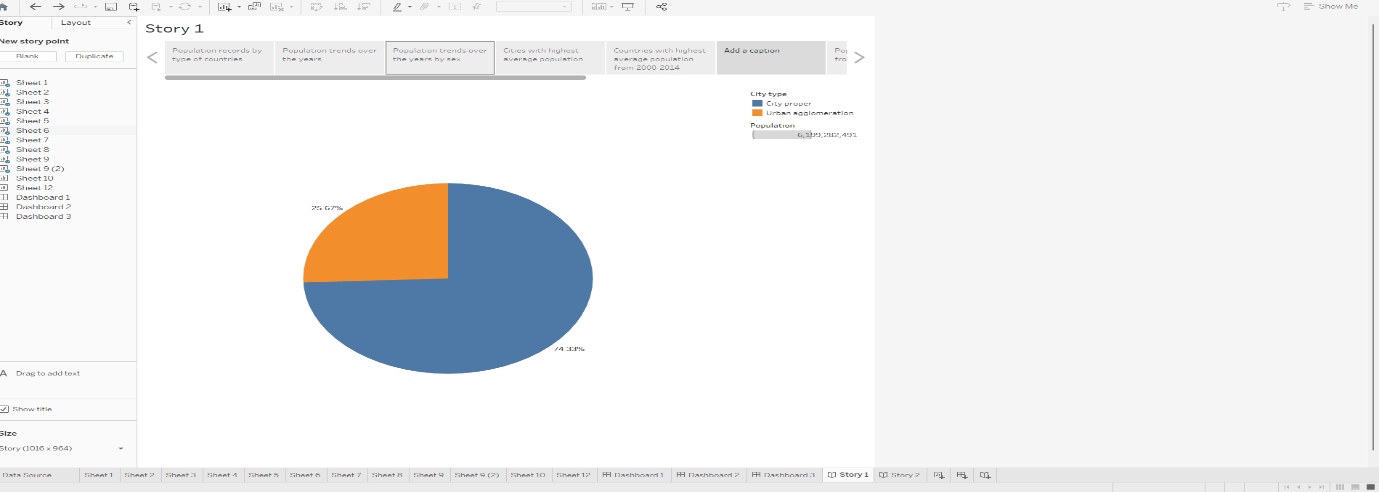 Show Me
Story
Layout
New story point
Blank
Duplicate
Sheet 1
Sheet 2
Sheet 3
Sheet 4
Sheet 5
Sheet 6
Sheet 7
Sheet 8
Sheet 9
Sheet 9 (2)
Sheet 10
Sheet 12
Dashboard 1
Dashboard 2
Dashboard 3
A Drag to add text
Show title
Size
Story (1016 x 964)
Story 1
Population records by
type of countries
Population trends over
the years
Population trends over
the years by sex
Cities with highest
average population
Countries with highest
average population
from 2000-2014
Add a caption
City type
City proper
Urban agglomeration
Population
6,199,282,491
25.67%
74.33%
Data Source
Sheet 1
Sheet 2
Sheet 3
Sheet 4
Sheet 5
Sheet 6
Sheet 7
Sheet 8
Sheet 9
Sheet 9 (2)
Sheet 10
Sheet 12
Dashboard 1
Dashboard 2
Dashboard 3
Story 1
Story 2